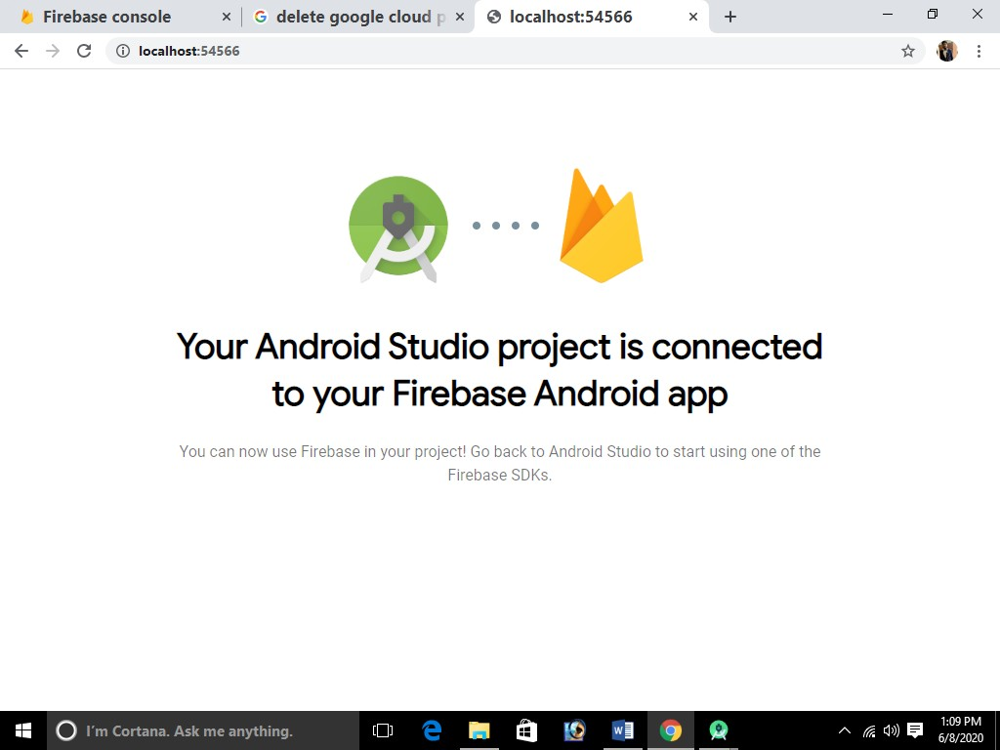 Firebase console
delete google cloud p
localhost:54566
localhost:54566
Your Android Studio project is connected
to your Firebase Android app
You can now use Firebase in your project! Go back to Android Studio to start using one of the
Firebase SDKs.
I'm Cortana. Ask me anything.
1:09 PM
6/8/2020